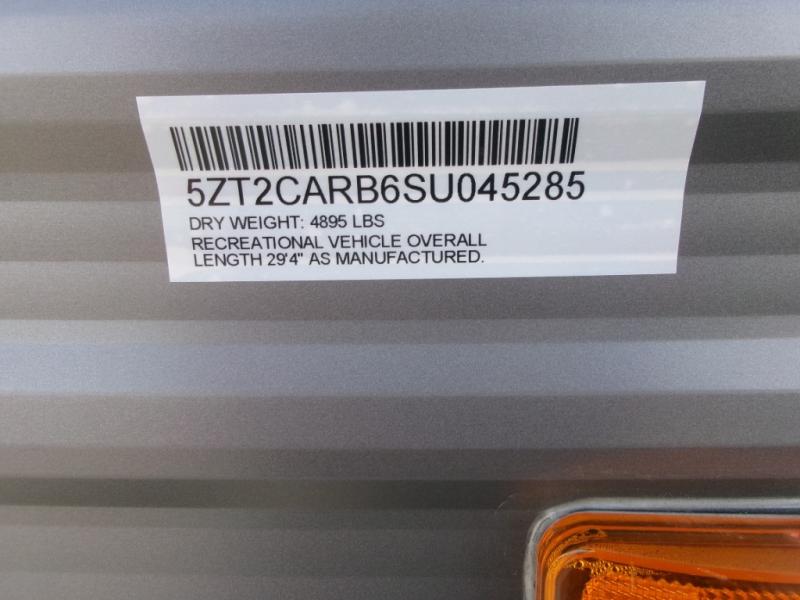 5ZT2CARB6SU045285
DRY WEIGHT: 4895 LBS
RECREATIONAL VEHICLE OVERALL
LENGTH 29'4" AS MANUFACTURED.